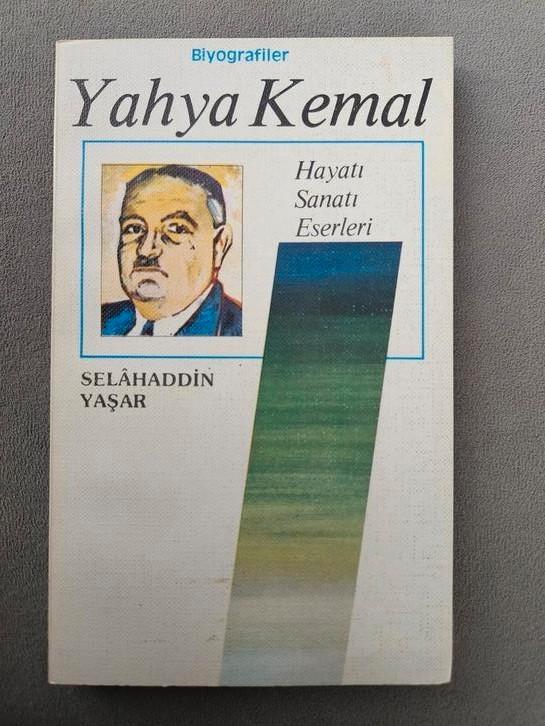 Biyografiler
Yahya Kemal
Hayatı
Sanatı
Eserleri
SELÂHADDİN
YAŞAR